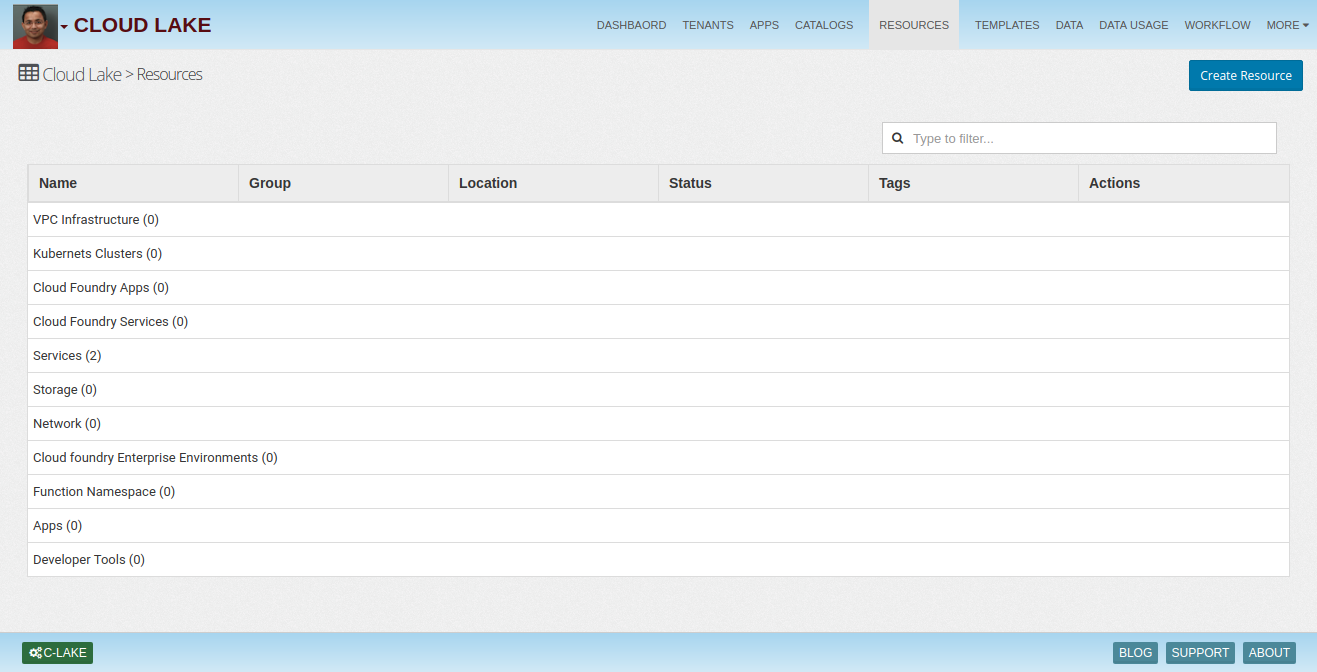 CLOUD LAKE DASHBAORD TENANTS APPS CATALOGS RESOURCES TEMPLATES DATA DATA USAGE WORKFLOW MORE
Cloud Lake > Resources Create Resource
Type to filter...
Name Group Location Status Tags Actions
VPC Infrastructure (0)
Kubernets Clusters (0)
Cloud Foundry Apps (0)
Cloud Foundry Services (0)
Services (2)
Storage (0)
Network (0)
Cloud foundry Enterprise Environments (0)
Function Namespace (0)
Apps (0)
Developer Tools (0)
C-LAKE BLOG SUPPORT ABOUT